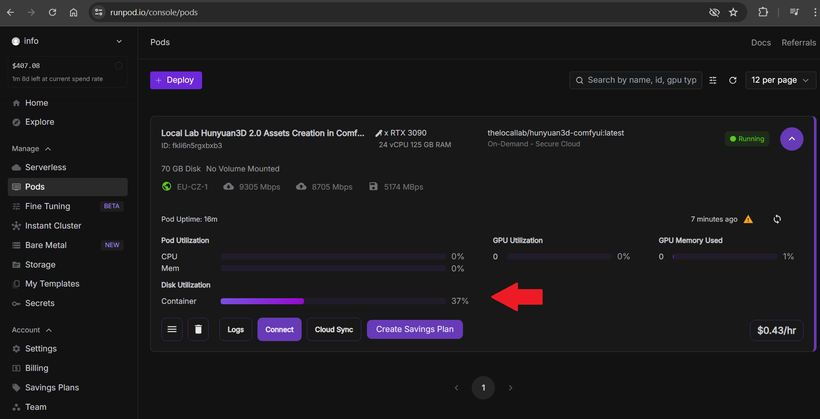 runpod.io/console/pods
info
$407.08
1m 6d left at current spend rate
Home
Explore
Manage
Serverless
Pods
Fine Tuning BETA
Instant Cluster
Bare Metal NEW
Storage
My Templates
Secrets
Account
Settings
Billing
Savings Plans
Team
Pods
Docs Referrals
+ Deploy
Search by name, id, gpu typ
12 per page
Local Lab Hunyuan3D 2.0 Assets Creation in Comf...
ID: fkli6n5rgxbxb3
x RTX 3090
24 vCPU 125 GB RAM
thelocallab/hunyuan3d-comfyui:latest
On-Demand - Secure Cloud
Running
70 GB Disk No Volume Mounted
EU-CZ-1 9305 Mbps 8705 Mbps 5174 MBps
Pod Uptime: 16m
7 minutes ago
Pod Utilization
CPU 0%
Mem 0%
GPU Utilization
0 0%
GPU Memory Used
0 1%
Disk Utilization
Container 37%
Logs Connect Cloud Sync Create Savings Plan
$0.43/hr
1